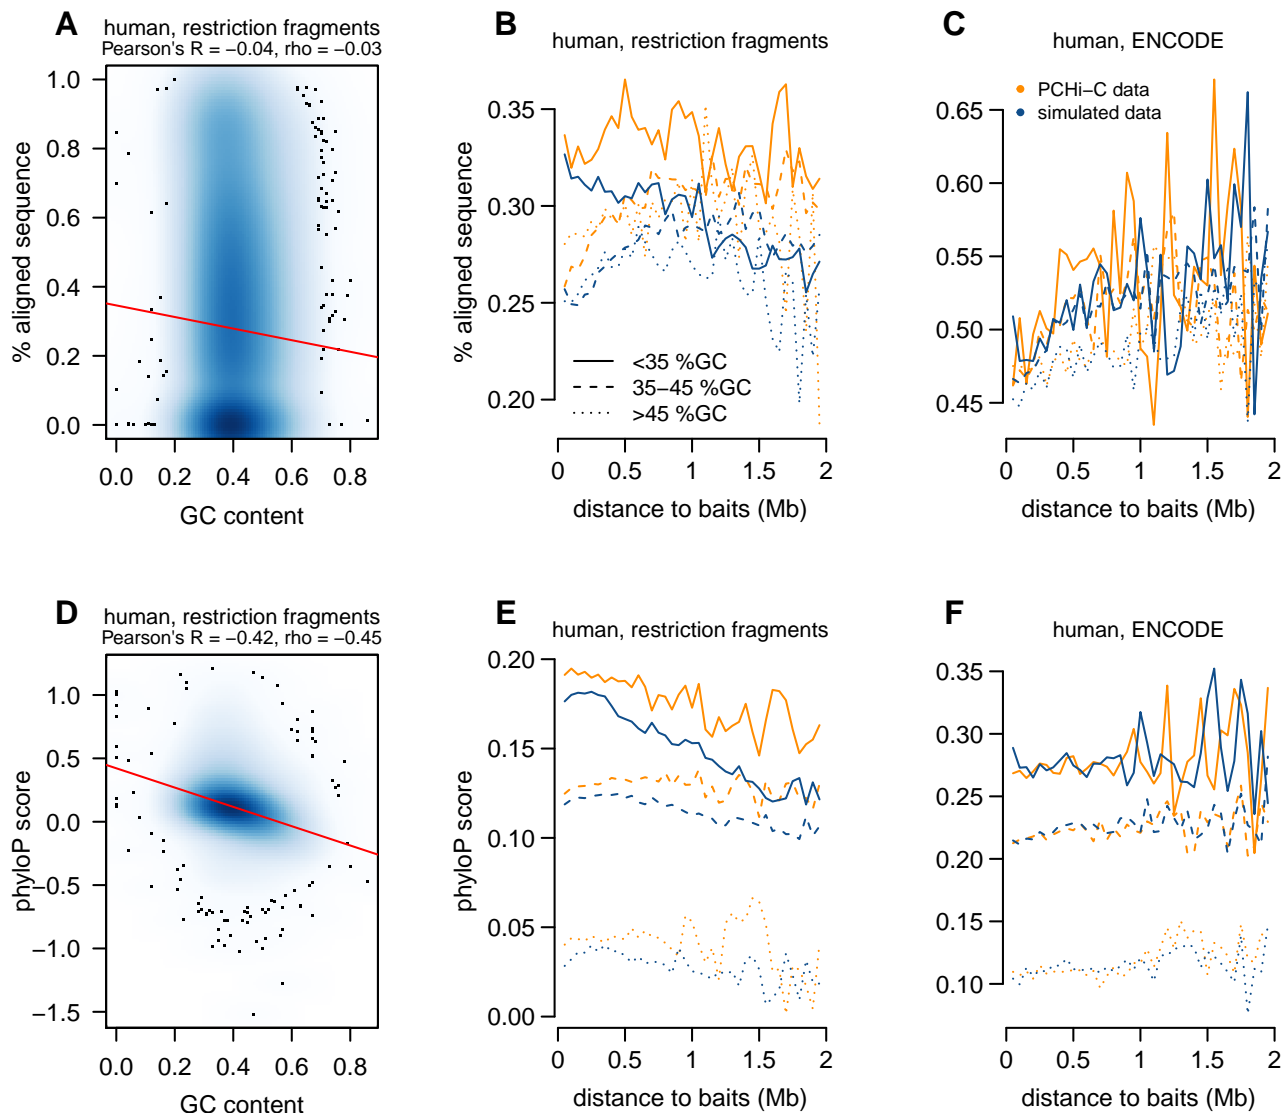 A
human, restriction fragments
Pearson's R = −0.04, rho = −0.03
% aligned sequence
1.0
0.8
0.6
0.4
0.2
0.0
0.0 0.2 0.4 0.6 0.8
GC content
B
human, restriction fragments
% aligned sequence
0.35
0.30
0.25
0.20
<35 %GC
35−45 %GC
>45 %GC
0 0.5 1 1.5 2
distance to baits (Mb)
C
human, ENCODE
PCHi−C data
simulated data
0.65
0.60
0.55
0.50
0.45
0 0.5 1 1.5 2
distance to baits (Mb)
D
human, restriction fragments
Pearson's R = −0.42, rho = −0.45
phyloP score
1.0
0.5
0.0
−0.5
−1.0
−1.5
0.0 0.2 0.4 0.6 0.8
GC content
E
human, restriction fragments
phyloP score
0.20
0.15
0.10
0.05
0.00
0 0.5 1 1.5 2
distance to baits (Mb)
F
human, ENCODE
0.35
0.30
0.25
0.20
0.15
0.10
0 0.5 1 1.5 2
distance to baits (Mb)